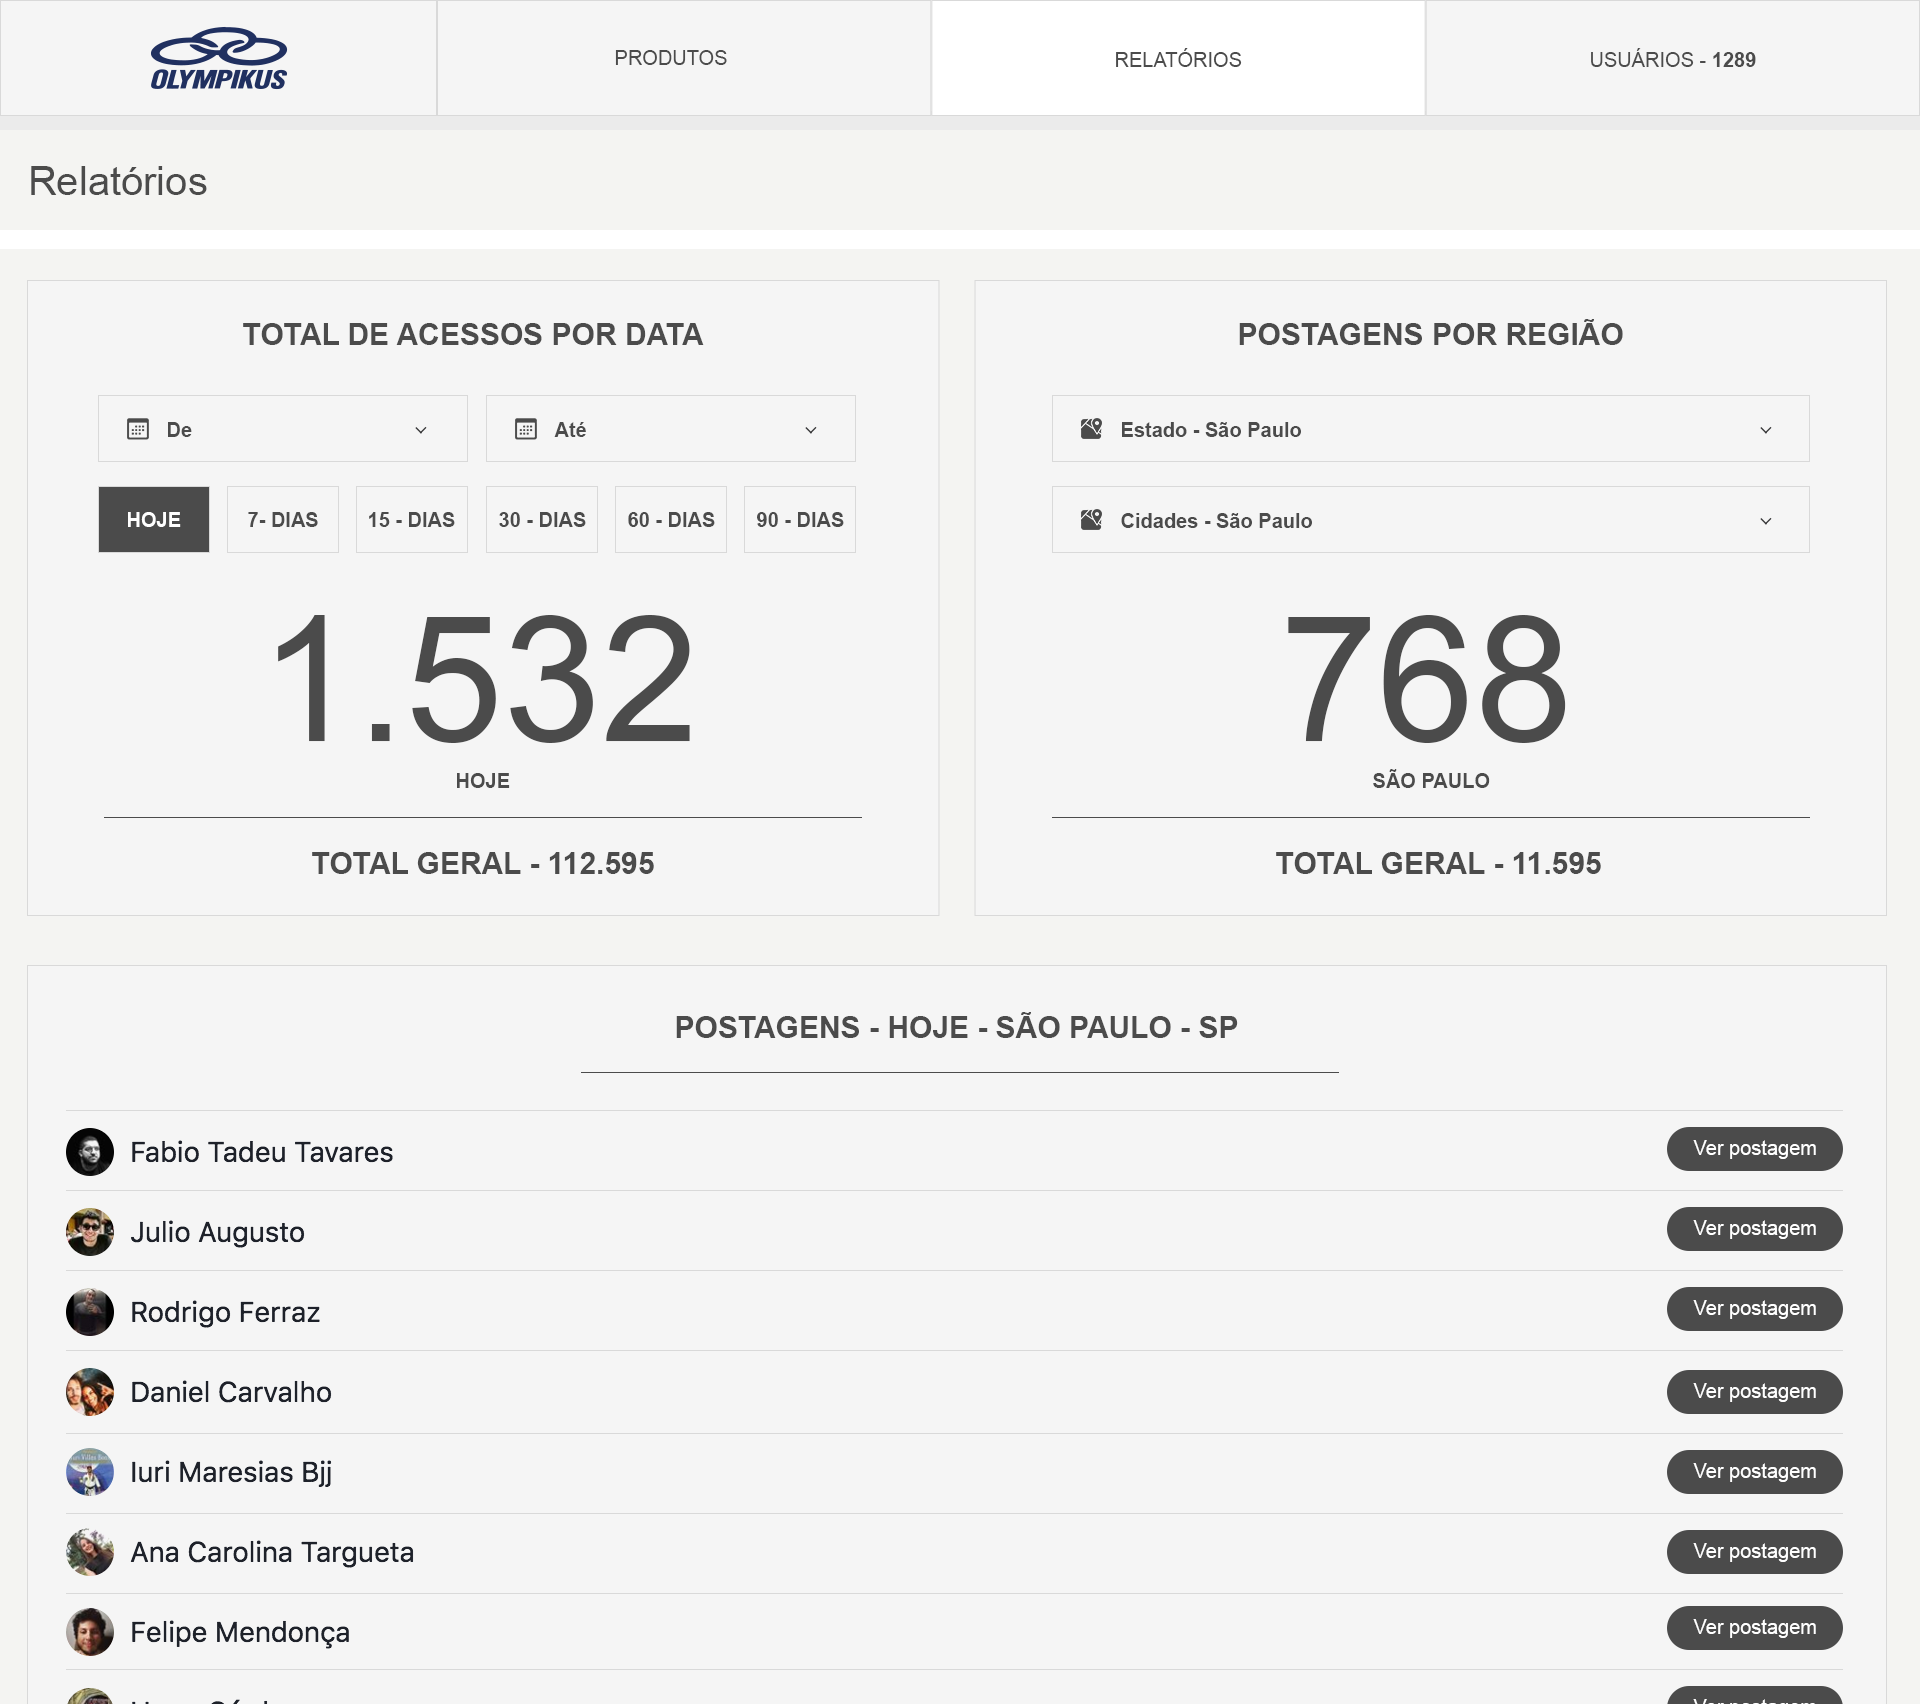 OLYMPIKUS
PRODUTOS
RELATÓRIOS
USUÁRIOS - 1289
Relatórios
TOTAL DE ACESSOS POR DATA
De
Até
HOJE
7- DIAS
15 - DIAS
30 - DIAS
60 - DIAS
90 - DIAS
1.532
HOJE
TOTAL GERAL - 112.595
POSTAGENS POR REGIÃO
Estado - São Paulo
Cidades - São Paulo
768
SÃO PAULO
TOTAL GERAL - 11.595
POSTAGENS - HOJE - SÃO PAULO - SP
Fabio Tadeu Tavares
Ver postagem
Julio Augusto
Ver postagem
Rodrigo Ferraz
Ver postagem
Daniel Carvalho
Ver postagem
Iuri Maresias Bjj
Ver postagem
Ana Carolina Targueta
Ver postagem
Felipe Mendonça
Ver postagem